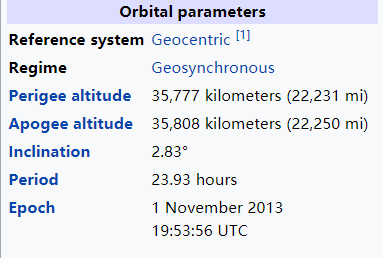 Orbital parameters
Reference system Geocentric [1]
Regime Geosynchronous
Perigee altitude 35,777 kilometers (22,231 mi)
Apogee altitude 35,808 kilometers (22,250 mi)
Inclination 2.83°
Period 23.93 hours
Epoch 1 November 2013
19:53:56 UTC